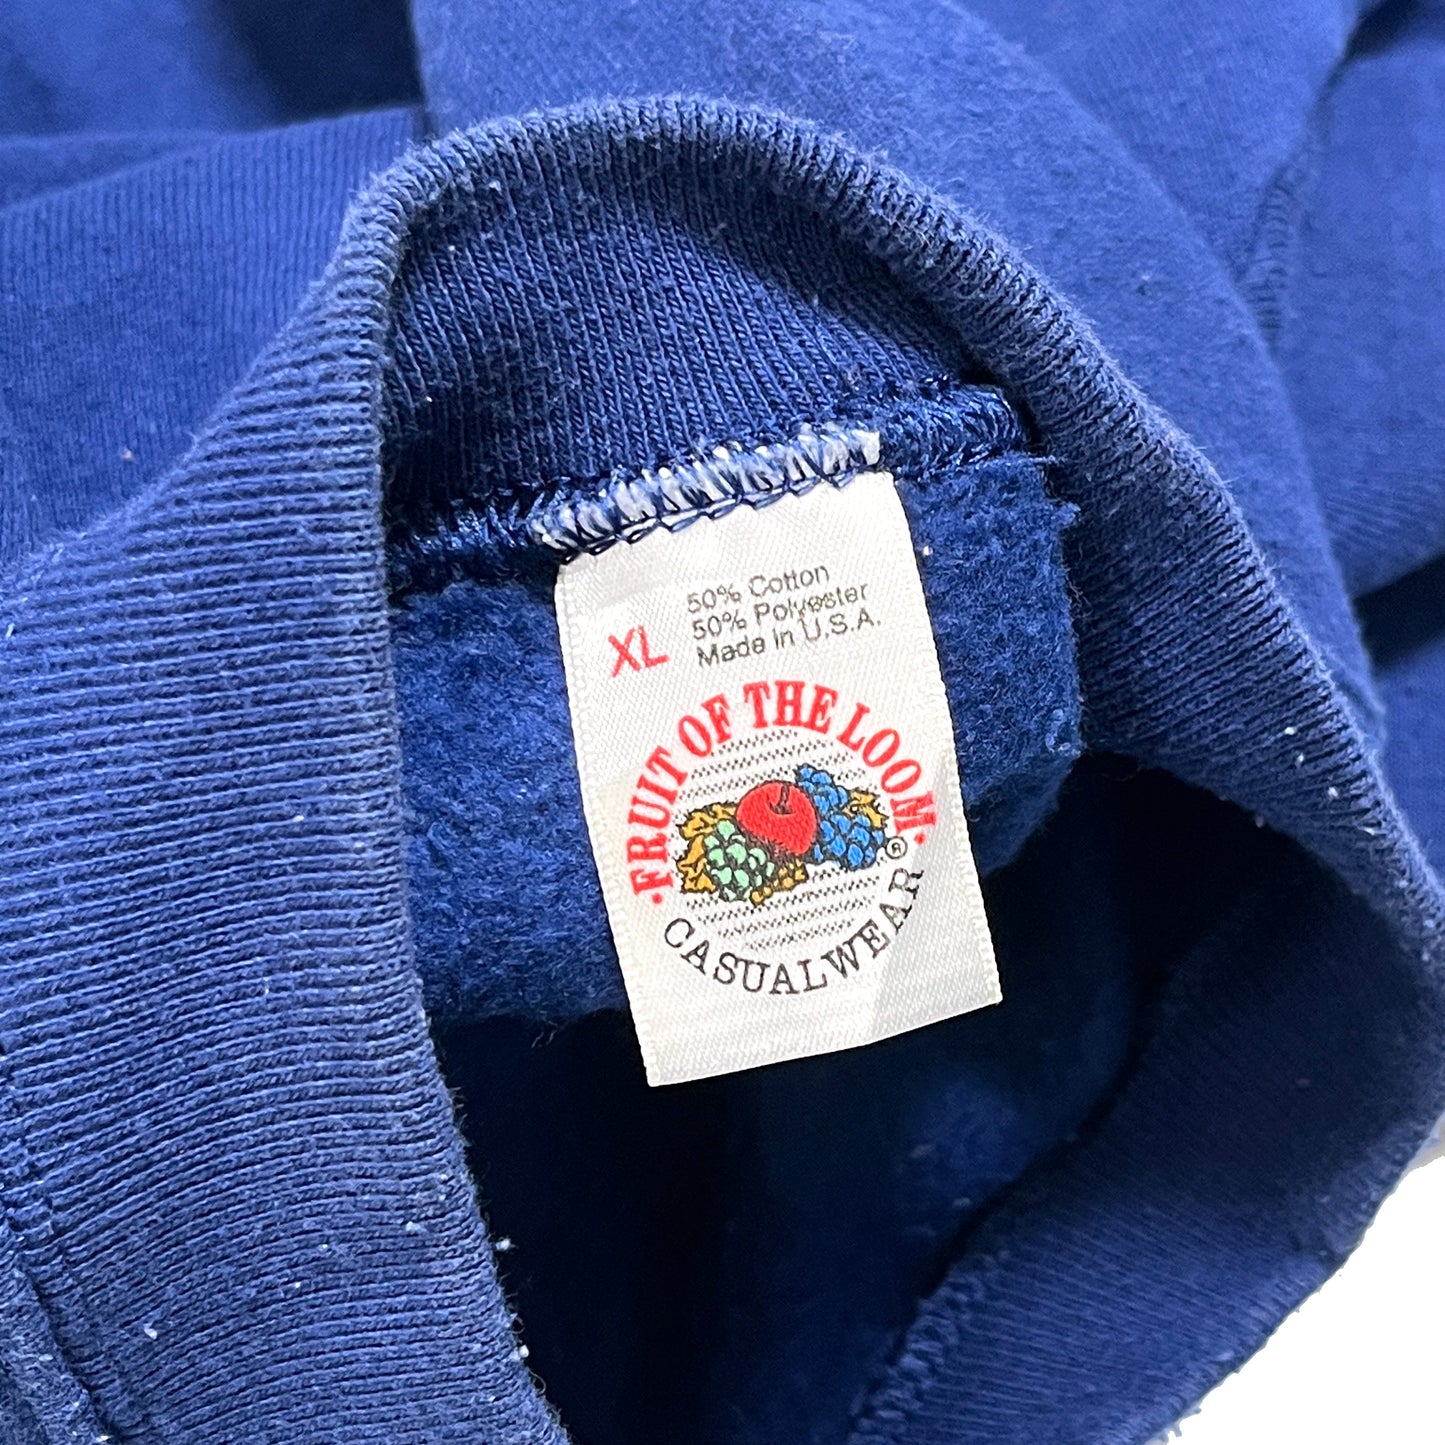 50% Cotton
50% Polyester
Made In U.S.A.
XL
FRUIT OF THE LOOM
®
CASUALWEAR